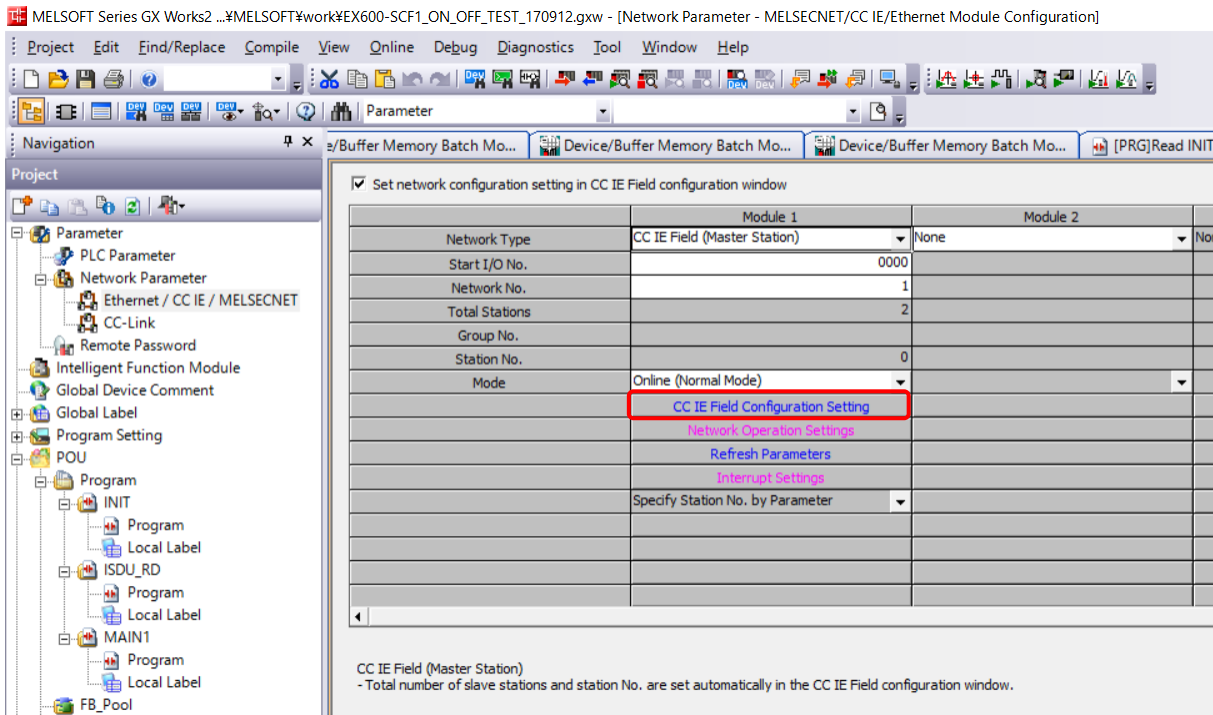 MELSOFT Series GX Works2 ...¥MELSOFT¥work¥EX600-SCF1_ON_OFF_TEST_170912.gxw - [Network Parameter - MELSECNET/CC IE/Ethernet Module Configuration]
Project Edit Find/Replace Compile View Online Debug Diagnostics Tool Window Help
Parameter
Navigation
e/Buffer Memory Batch Mo...
Device/Buffer Memory Batch Mo...
Device/Buffer Memory Batch Mo...
[PRG]Read INIT
Project
Parameter
PLC Parameter
Network Parameter
Ethernet / CC IE / MELSECNET
CC-Link
Remote Password
Intelligent Function Module
Global Device Comment
Global Label
Program Setting
POU
Program
INIT
Program
Local Label
ISDU_RD
Program
Local Label
MAIN1
Program
Local Label
FB_Pool
Set network configuration setting in CC IE Field configuration window
Module 1 Module 2
Network Type CC IE Field (Master Station) None
Start I/O No. 0000
Network No. 1
Total Stations 2
Group No.
Station No. 0
Mode Online (Normal Mode)
CC IE Field Configuration Setting
Network Operation Settings
Refresh Parameters
Interrupt Settings
Specify Station No. by Parameter
CC IE Field (Master Station)
- Total number of slave stations and station No. are set automatically in the CC IE Field configuration window.